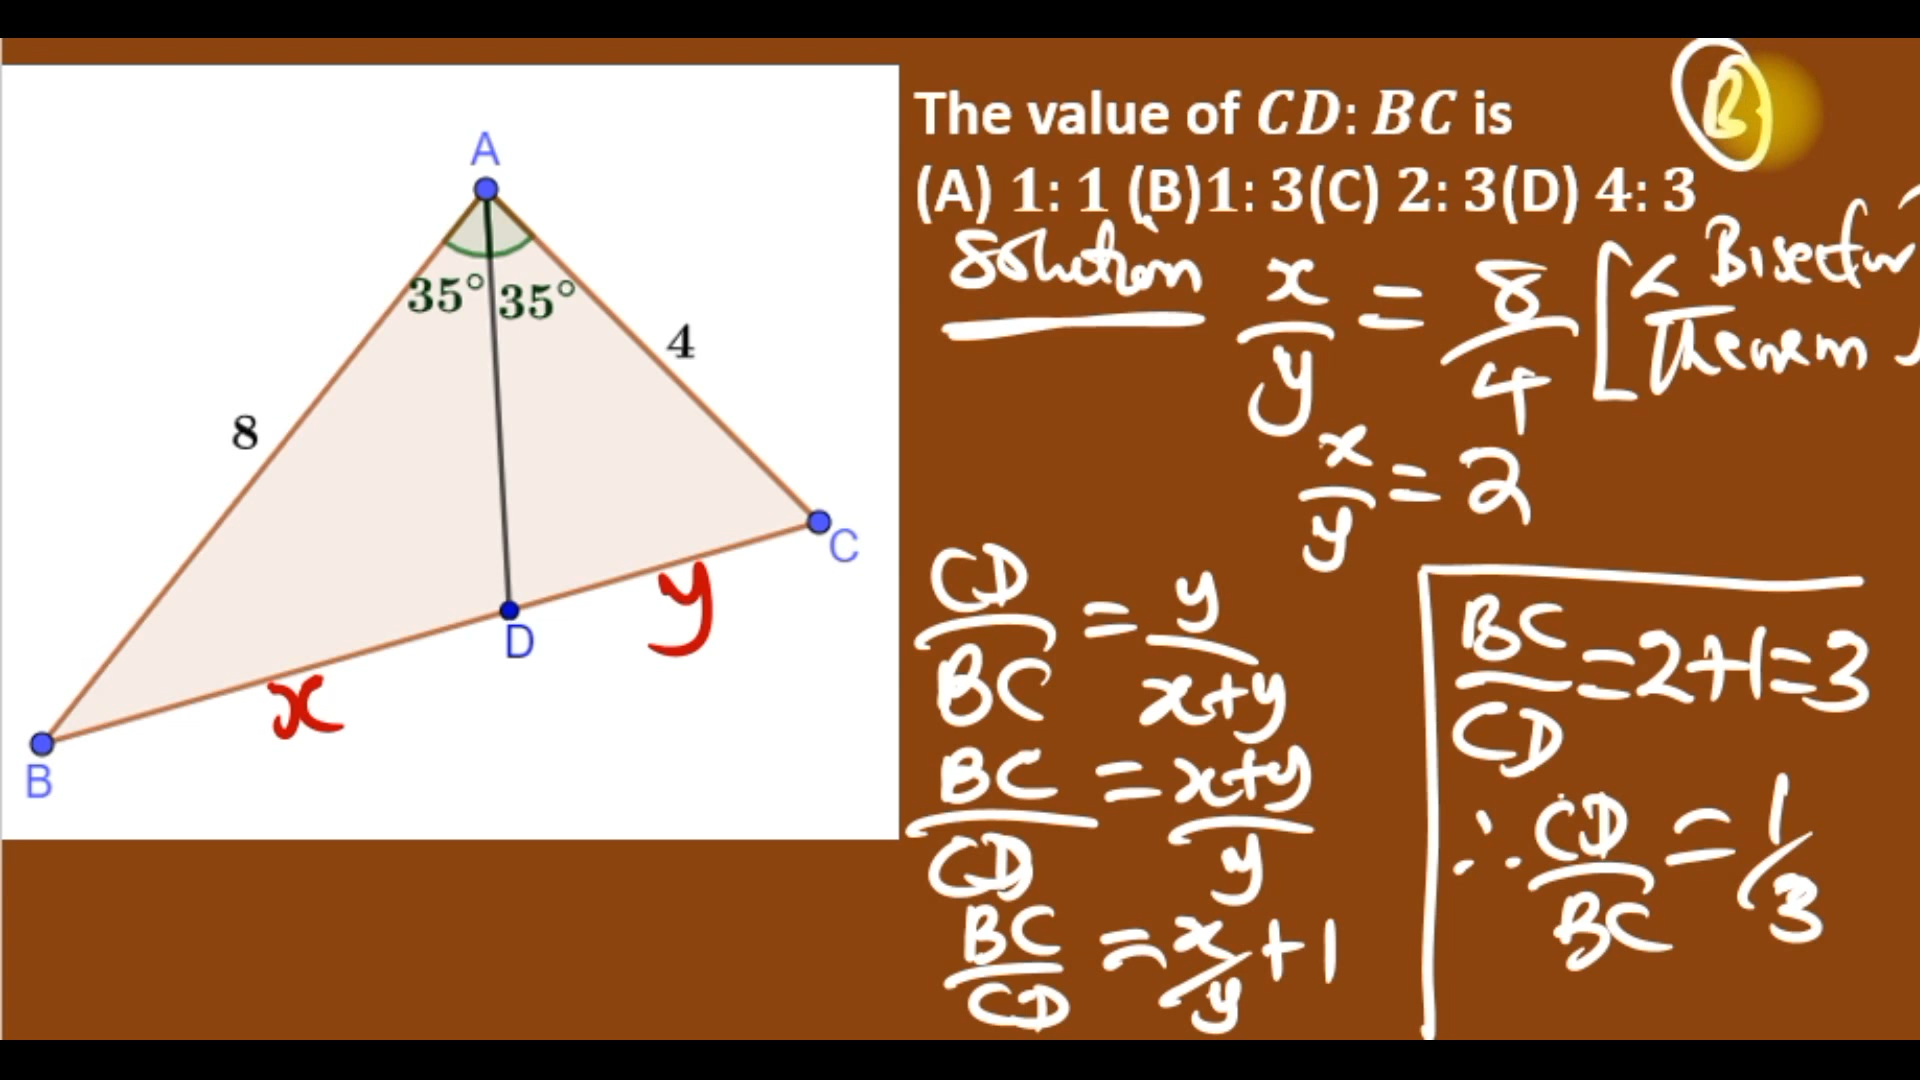 The value of CD: BC is
(A) 1: 1 (B)1: 3(C) 2: 3(D) 4: 3
B
Solution
x/y = 8/4 [∠ Bisector Theorem
x/y = 2
CD/BC = y/x+y
BC/CD = x+y/y
BC/CD = x/y + 1
BC/CD = 2+1=3
∴ CD/BC = 1/3
A
35° 35°
8
4
C
D
B
x
y